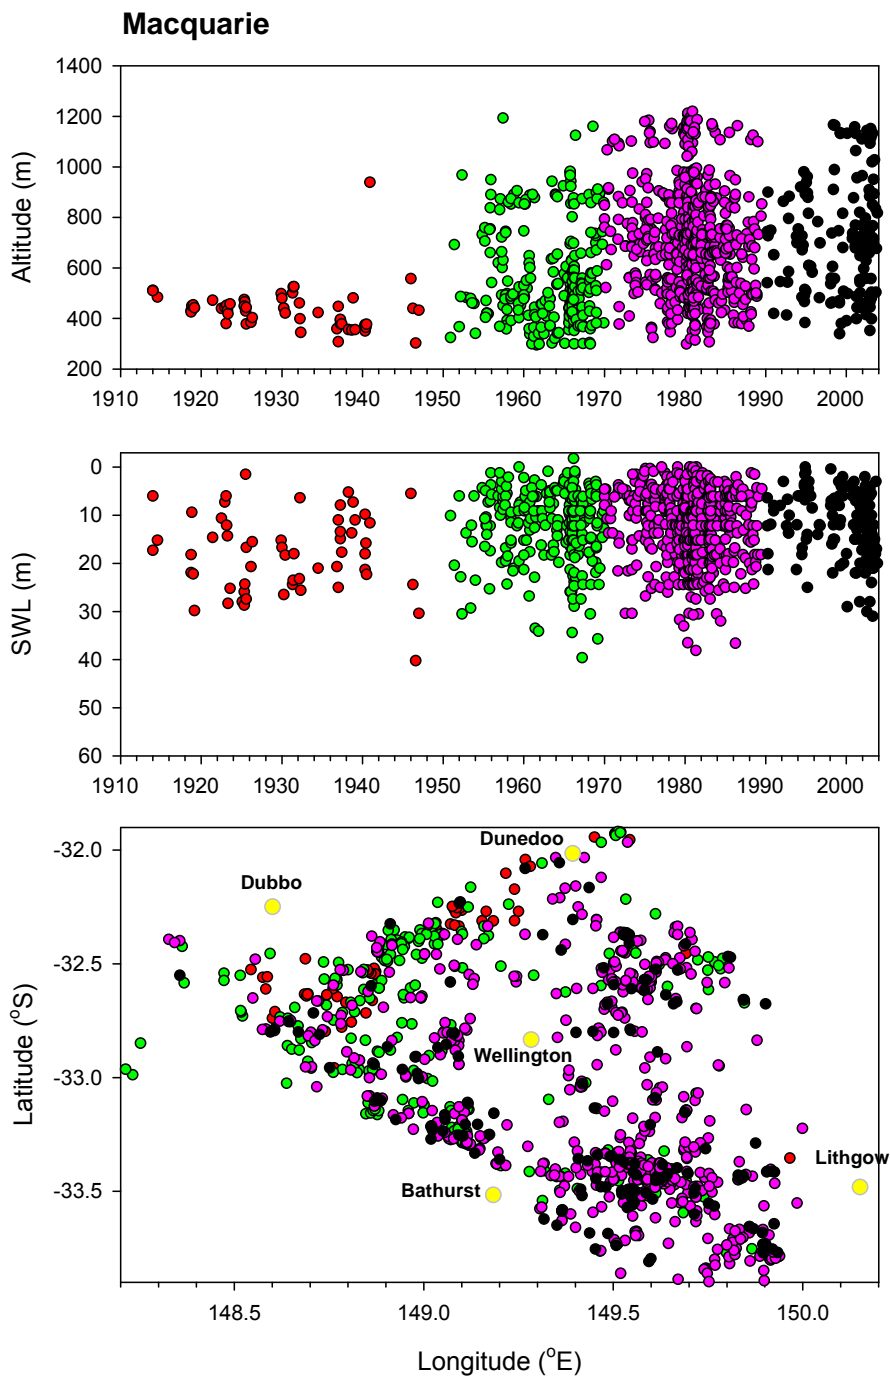 Macquarie
1400
1200
1000
800
600
400
200
Altitude (m)
1910 1920 1930 1940 1950 1960 1970 1980 1990 2000
0
10
20
30
40
50
60
SWL (m)
1910 1920 1930 1940 1950 1960 1970 1980 1990 2000
-32.0
-32.5
-33.0
-33.5
Latitude (oS)
Dunedoo
Dubbo
Wellington
Lithgow
Bathurst
148.5 149.0 149.5 150.0
Longitude (oE)